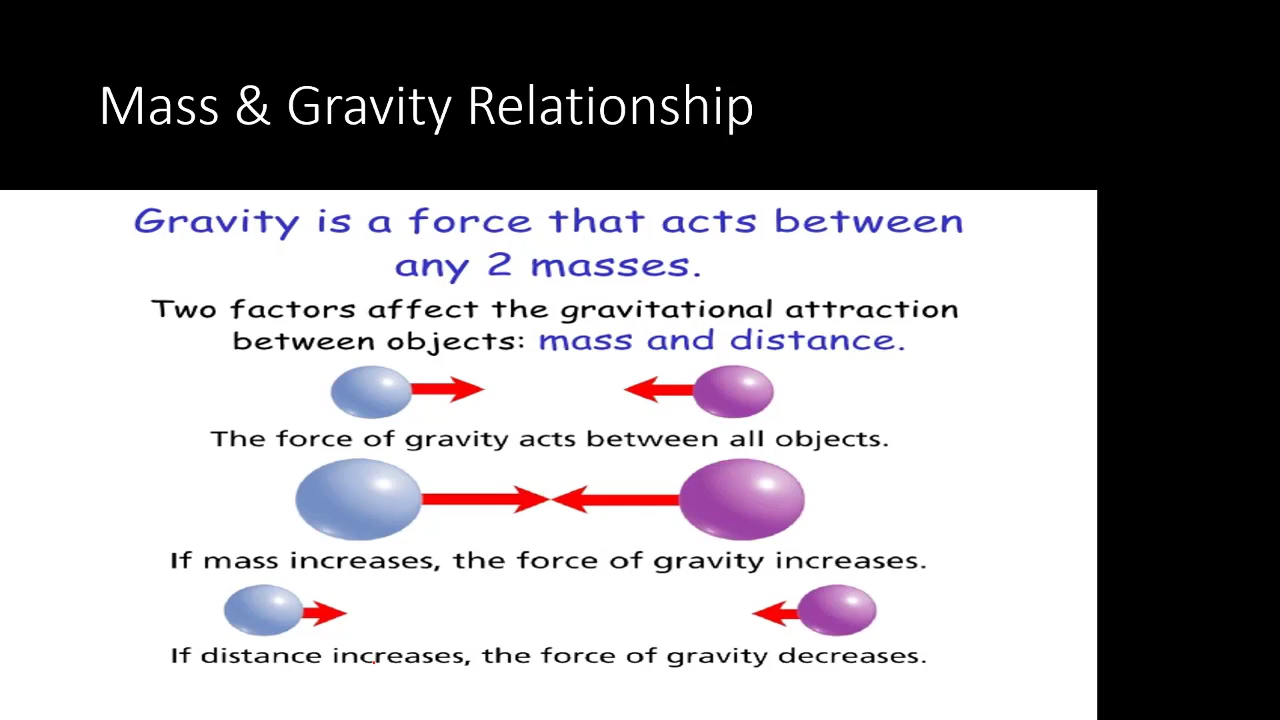 Mass & Gravity Relationship
Gravity is a force that acts between
any 2 masses.
Two factors affect the gravitational attraction
between objects: mass and distance.
The force of gravity acts between all objects.
If mass increases, the force of gravity increases.
If distance increases, the force of gravity decreases.